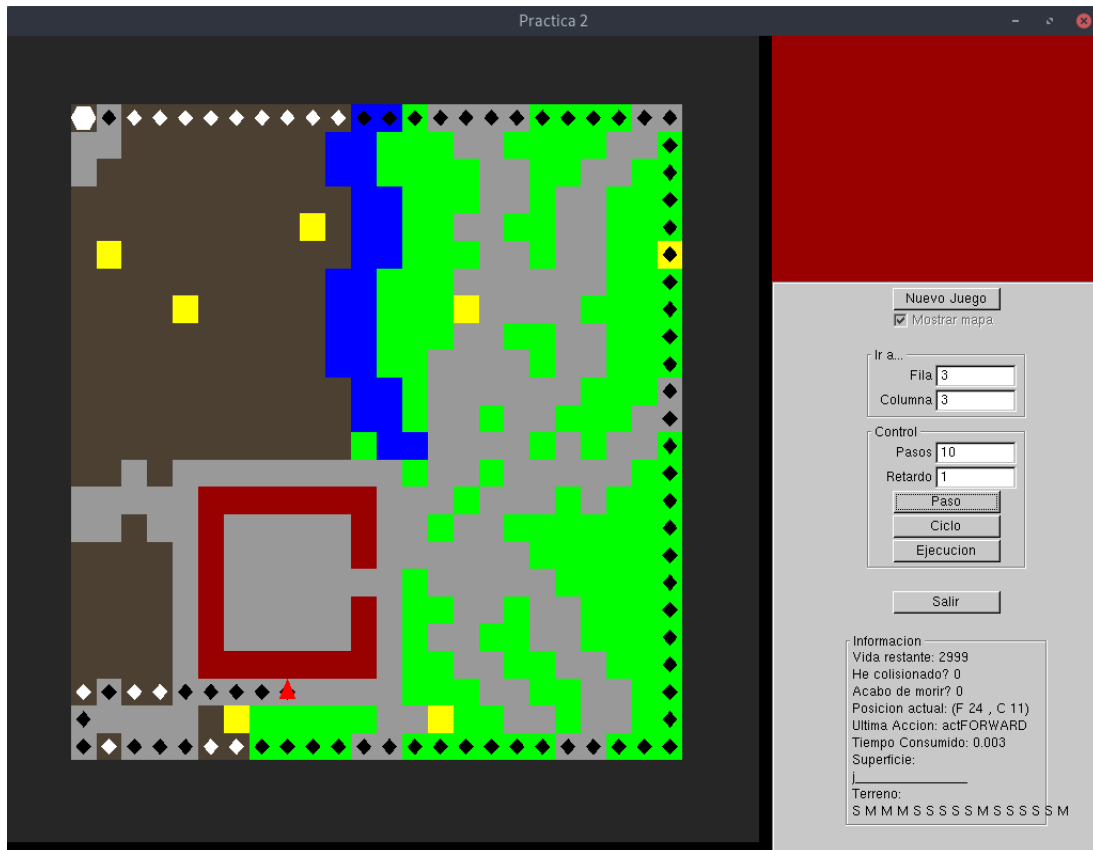 Practica 2
Nuevo Juego
Mostrar mapa
Ir a...
Fila 3
Columna 3
Control
Pasos 10
Retardo 1
Paso
Ciclo
Ejecucion
Salir
Informacion
Vida restante: 2999
He colisionado? 0
Acabo de morir? 0
Posicion actual: (F 24 , C 11)
Ultima Accion: actFORWARD
Tiempo Consumido: 0.003
Superficie:
j_______________
Terreno:
S M M M S S S S S M S S S S S M